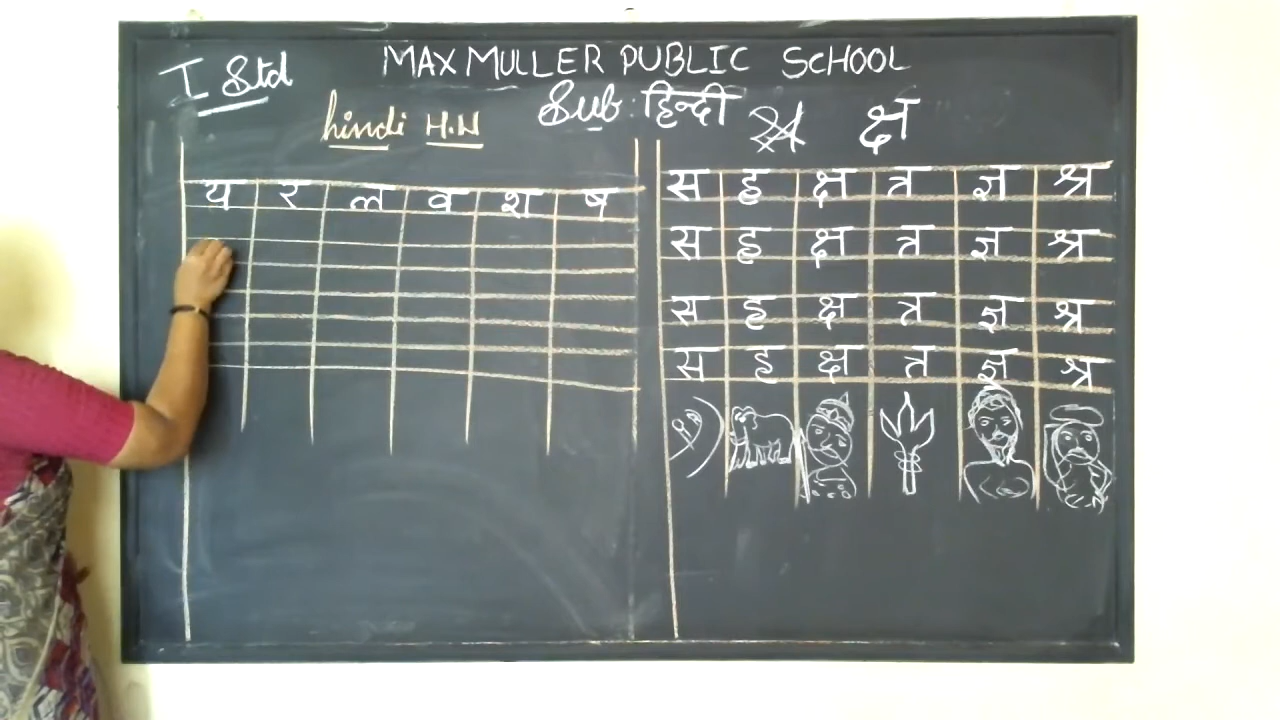 MAX MULLER PUBLIC SCHOOL
I Std
Sub : हिन्दी
hindi H.N
क्ष
य र ल व श ष
स ह क्ष त्र ज्ञ श्र
स ह क्ष त्र ज्ञ श्र
स ह क्ष त्र ज्ञ श्र
स ह क्ष त्र ज्ञ श्र